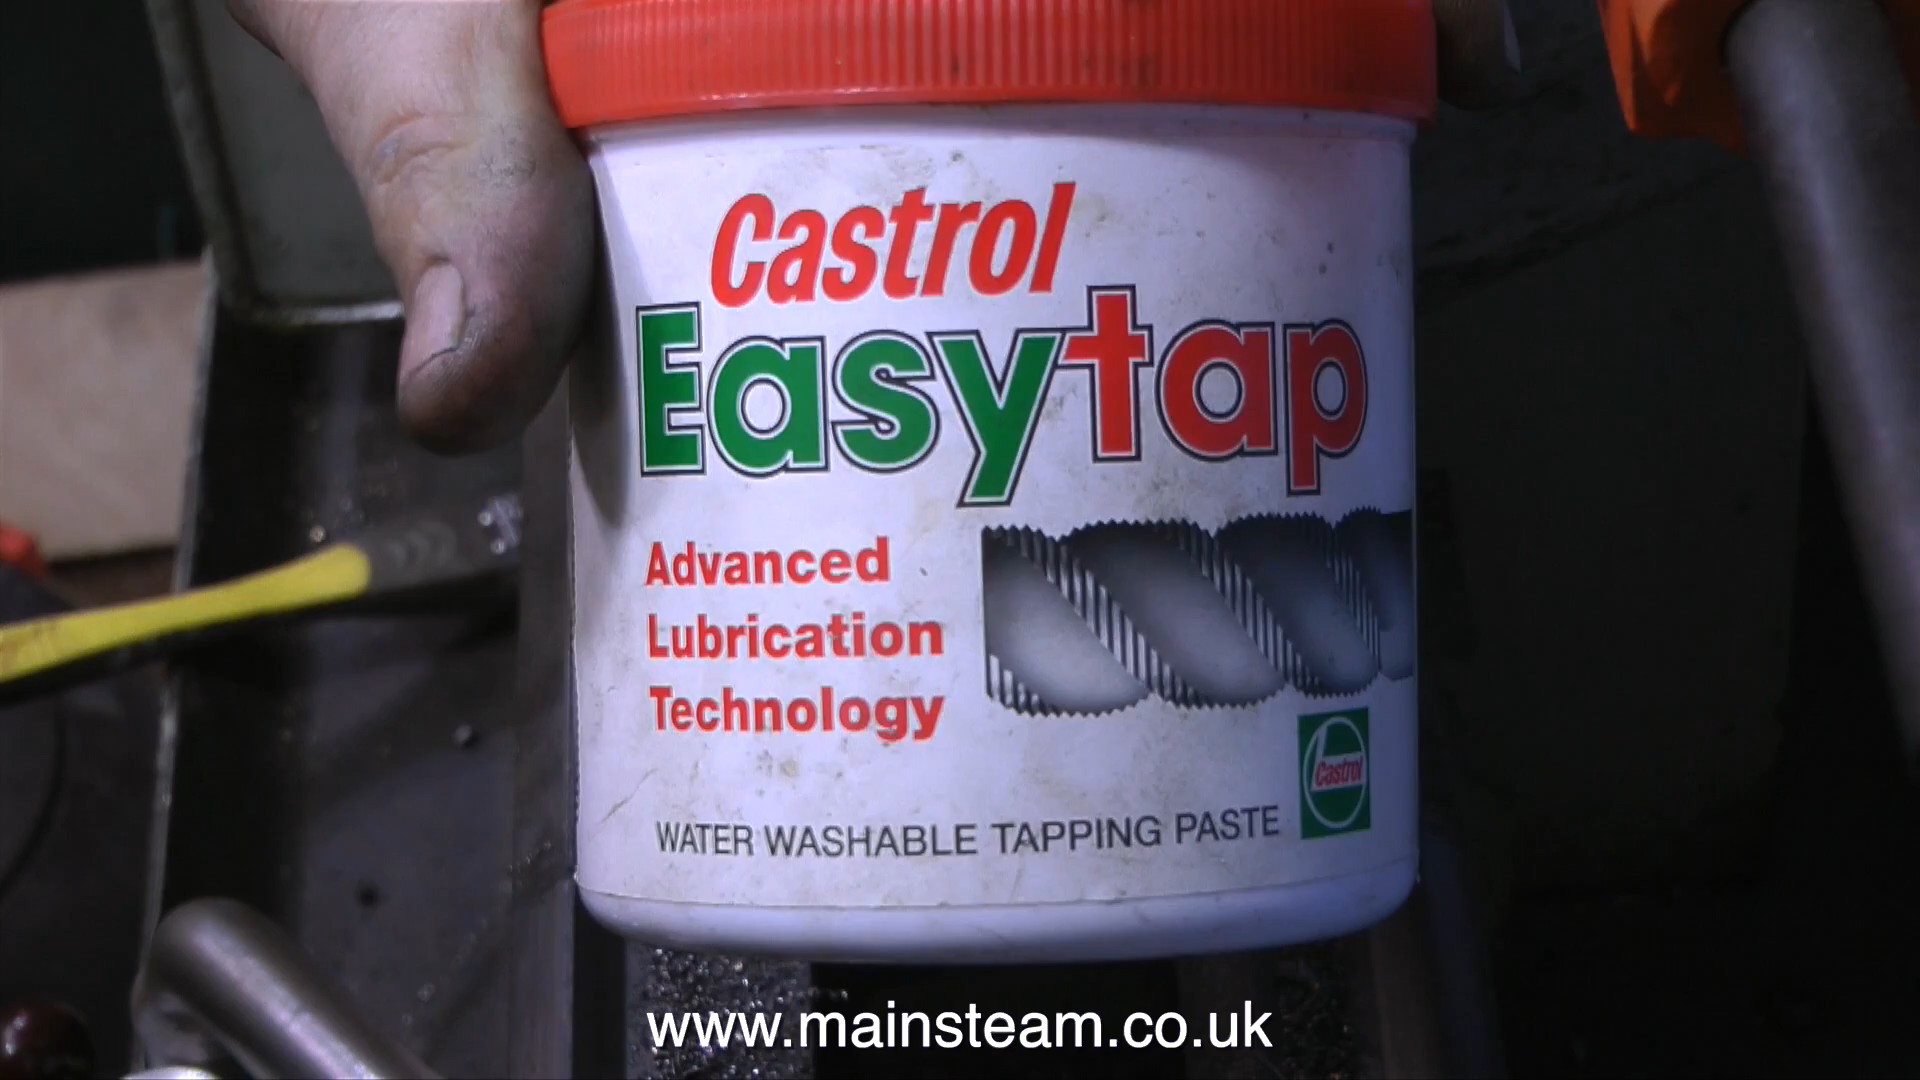 Castrol
Easytap
Advanced
Lubrication
Technology
Castrol
WATER WASHABLE TAPPING PASTE
www.mainsteam.co.uk